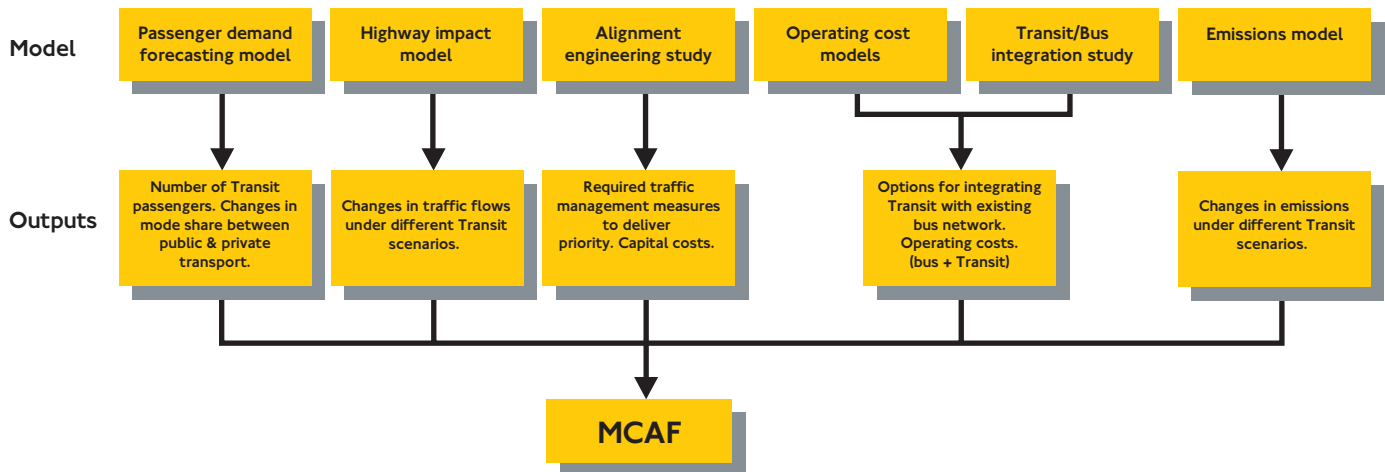 Model
Passenger demand
forecasting model
Highway impact
model
Alignment
engineering study
Operating cost
models
Transit/Bus
integration study
Emissions model
Outputs
Number of Transit
passengers. Changes in
mode share between
public & private
transport.
Changes in traffic flows
under different Transit
scenarios.
Required traffic
management measures
to deliver
priority. Capital costs.
Options for integrating
Transit with existing
bus network.
Operating costs.
(bus + Transit)
Changes in emissions
under different Transit
scenarios.
MCAF